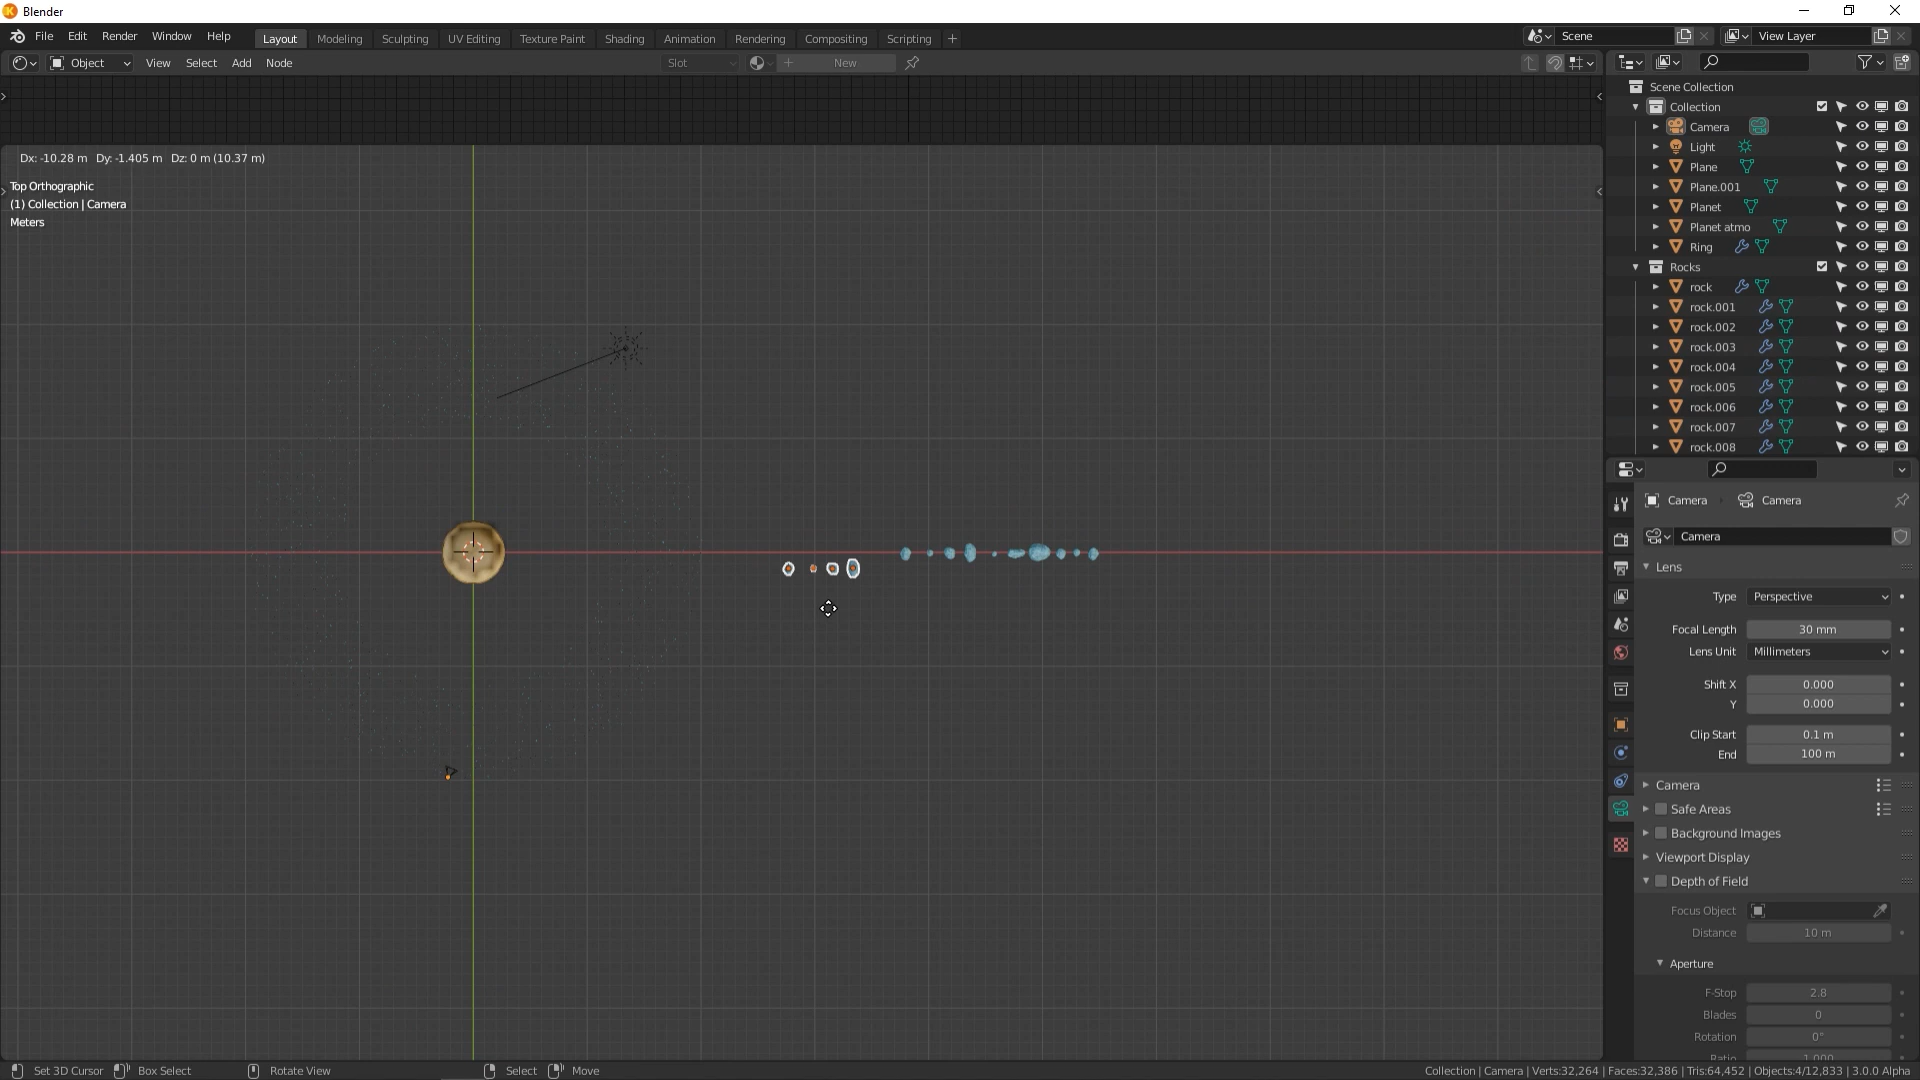 Blender
File Edit Render Window Help
Layout Modeling Sculpting UV Editing Texture Paint Shading Animation Rendering Compositing Scripting +
Scene
View Layer
Object View Select Add Node
Slot
New
Dx: -10.28 m Dy: -1.405 m Dz: 0 m (10.37 m)
Top Orthographic
(1) Collection | Camera
Meters
Scene Collection
Collection
Camera
Light
Plane
Plane.001
Planet
Planet atmo
Ring
Rocks
rock
rock.001
rock.002
rock.003
rock.004
rock.005
rock.006
rock.007
rock.008
Camera Camera
Camera
Lens
Type Perspective
Focal Length 30 mm
Lens Unit Millimeters
Shift X 0.000
Y 0.000
Clip Start 0.1 m
End 100 m
Camera
Safe Areas
Background Images
Viewport Display
Depth of Field
Focus Object
Distance 10 m
Aperture
F-Stop 2.8
Blades 0
Rotation 0°
Ratio 1.000
Set 3D Cursor Box Select Rotate View Select Move
Collection | Camera | Verts:32,264 | Faces:32,386 | Tris:64,452 | Objects:4/12,833 | 3.0.0 Alpha